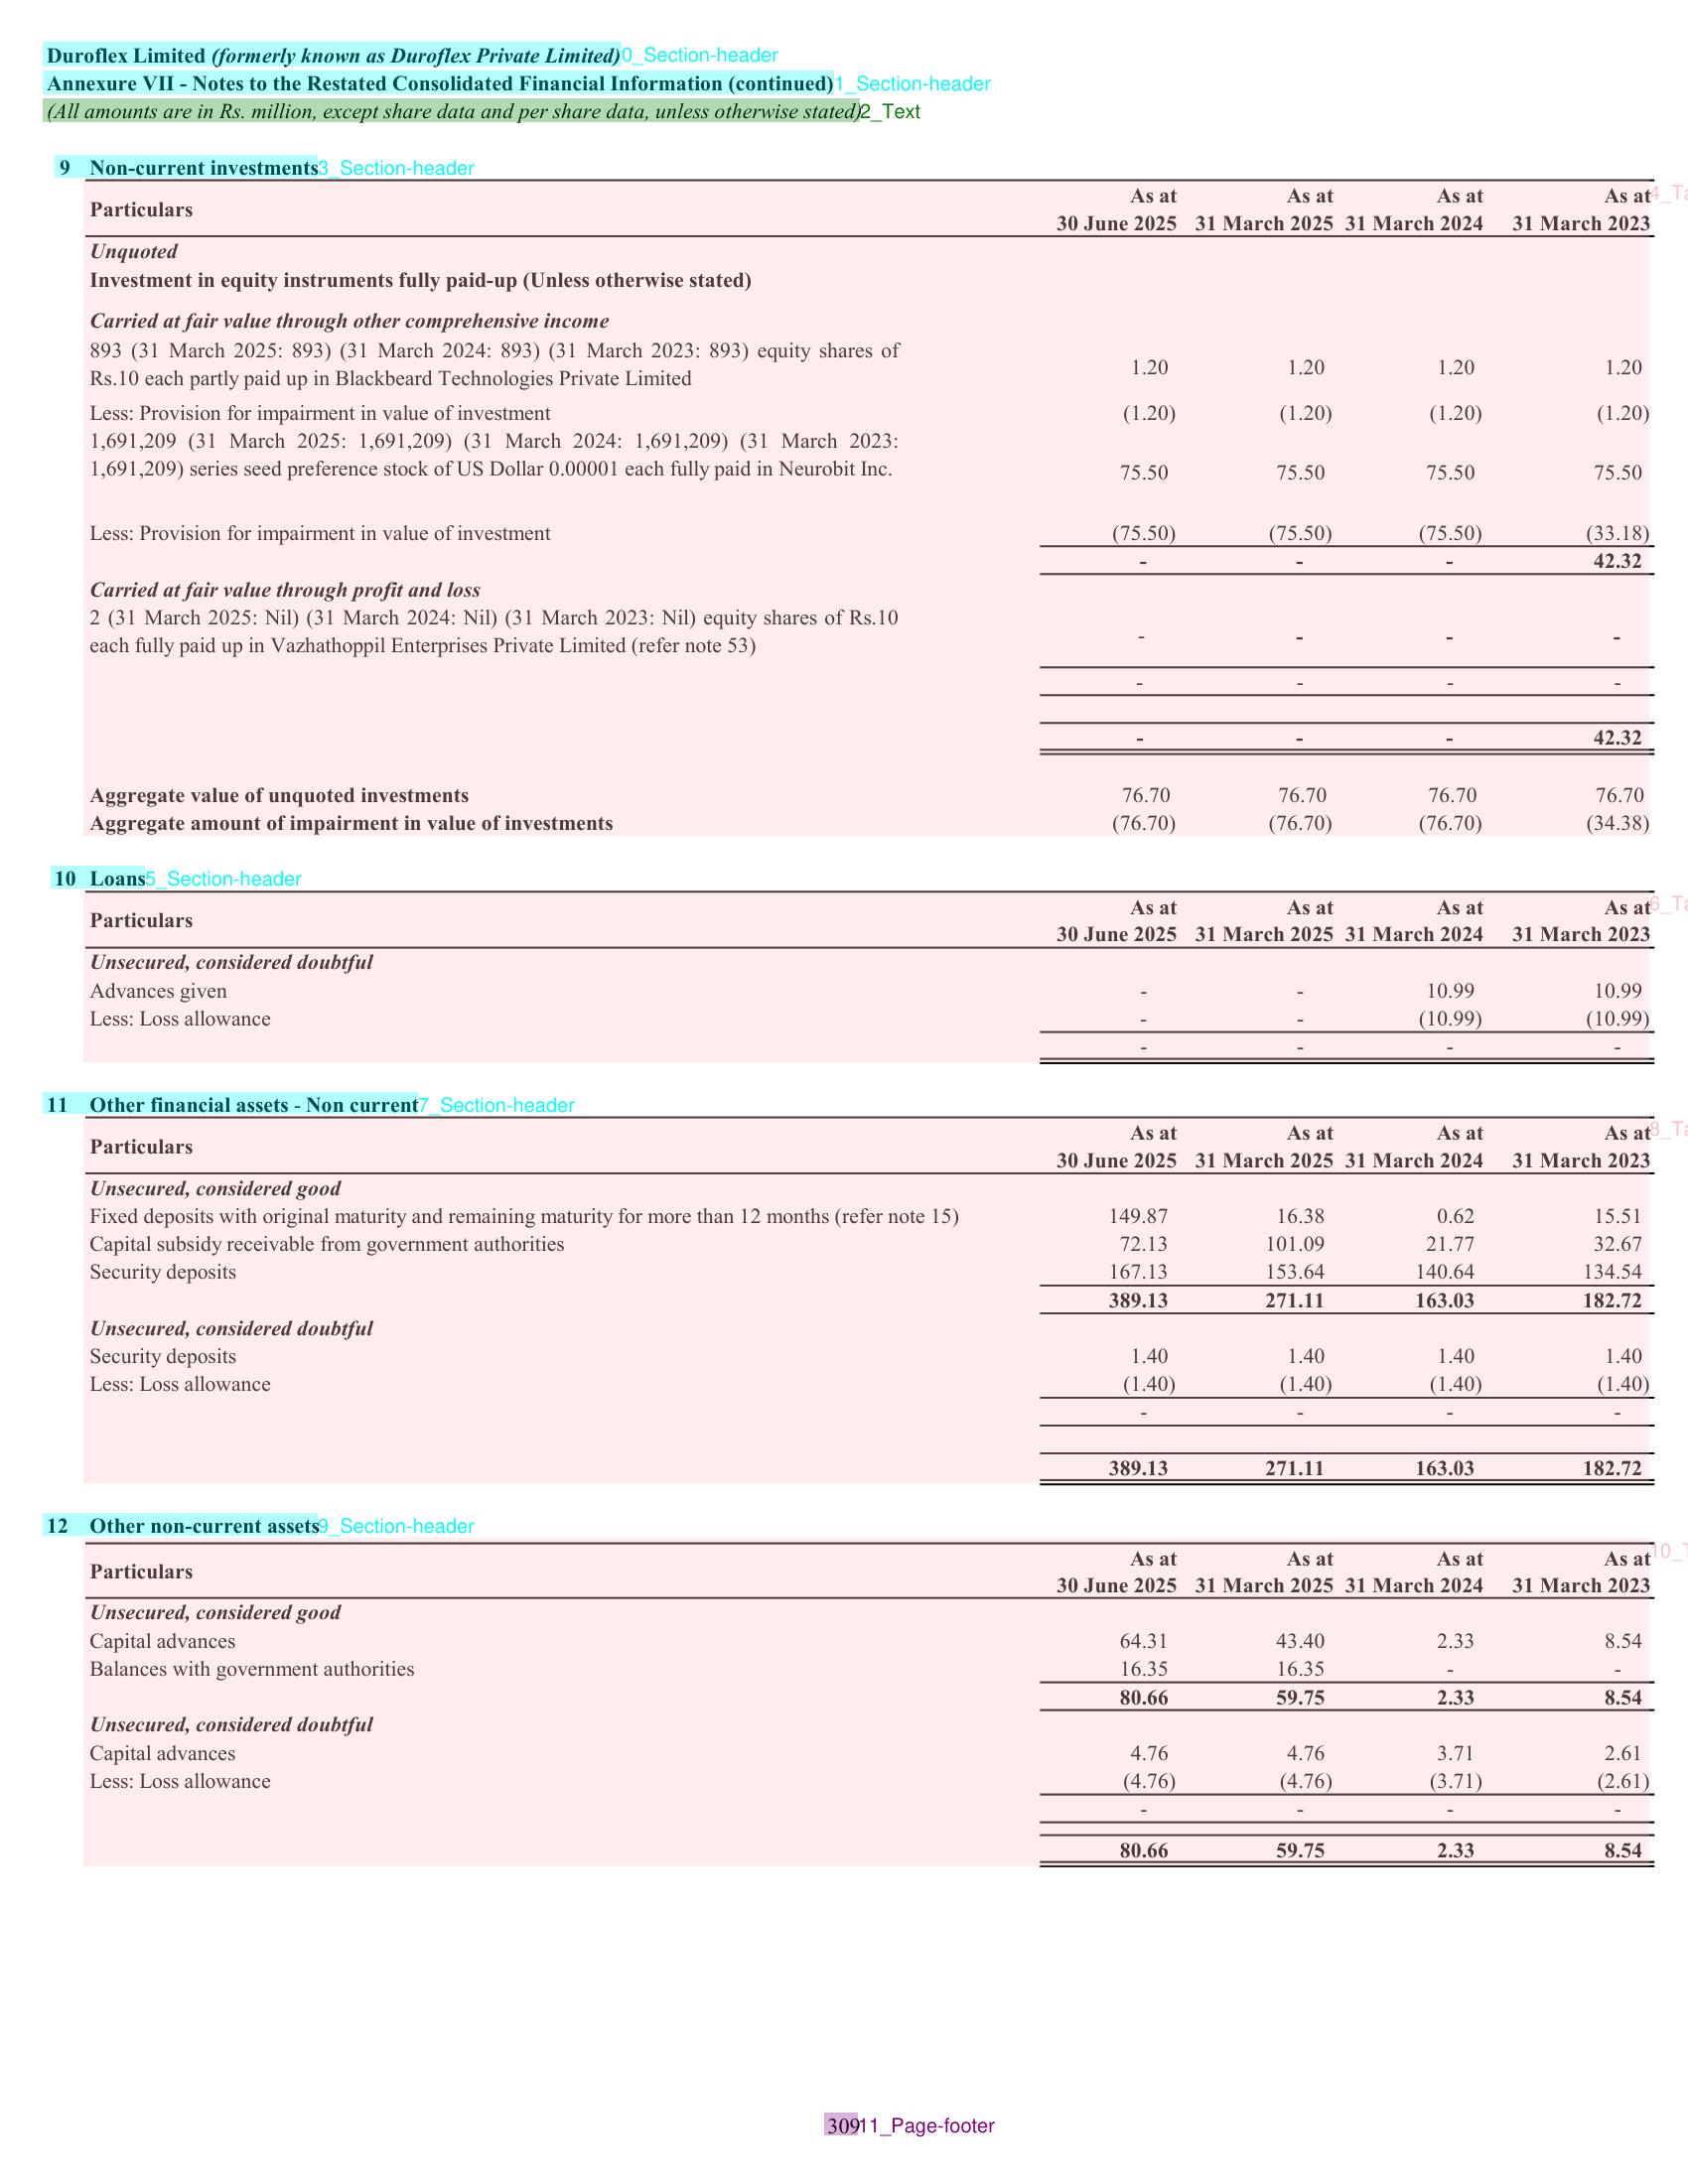 Duroflex Limited (formerly known as Duroflex Private Limited) 0_Section-header
Annexure VII - Notes to the Restated Consolidated Financial Information (continued) 1_Section-header
(All amounts are in Rs. million, except share data and per share data, unless otherwise stated) 2_Text
9 Non-current investments 3_Section-header
Particulars As at 30 June 2025 As at 31 March 2025 As at 31 March 2024 As at 31 March 2023
Unquoted
Investment in equity instruments fully paid-up (Unless otherwise stated)
Carried at fair value through other comprehensive income
893 (31 March 2025: 893) (31 March 2024: 893) (31 March 2023: 893) equity shares of
Rs.10 each partly paid up in Blackbeard Technologies Private Limited 1.20 1.20 1.20 1.20
Less: Provision for impairment in value of investment (1.20) (1.20) (1.20) (1.20)
1,691,209 (31 March 2025: 1,691,209) (31 March 2024: 1,691,209) (31 March 2023:
1,691,209) series seed preference stock of US Dollar 0.00001 each fully paid in Neurobit Inc. 75.50 75.50 75.50 75.50
Less: Provision for impairment in value of investment (75.50) (75.50) (75.50) (33.18)
- - - 42.32
Carried at fair value through profit and loss
2 (31 March 2025: Nil) (31 March 2024: Nil) (31 March 2023: Nil) equity shares of Rs.10
each fully paid up in Vazhathoppil Enterprises Private Limited (refer note 53) - - - -
- - - -
- - - 42.32
Aggregate value of unquoted investments 76.70 76.70 76.70 76.70
Aggregate amount of impairment in value of investments (76.70) (76.70) (76.70) (34.38)
10 Loans 5_Section-header
Particulars As at 30 June 2025 As at 31 March 2025 As at 31 March 2024 As at 31 March 2023
Unsecured, considered doubtful
Advances given - - 10.99 10.99
Less: Loss allowance - - (10.99) (10.99)
- - - -
11 Other financial assets - Non current 7_Section-header
Particulars As at 30 June 2025 As at 31 March 2025 As at 31 March 2024 As at 31 March 2023
Unsecured, considered good
Fixed deposits with original maturity and remaining maturity for more than 12 months (refer note 15) 149.87 16.38 0.62 15.51
Capital subsidy receivable from government authorities 72.13 101.09 21.77 32.67
Security deposits 167.13 153.64 140.64 134.54
389.13 271.11 163.03 182.72
Unsecured, considered doubtful
Security deposits 1.40 1.40 1.40 1.40
Less: Loss allowance (1.40) (1.40) (1.40) (1.40)
- - - -
389.13 271.11 163.03 182.72
12 Other non-current assets 9_Section-header
Particulars As at 30 June 2025 As at 31 March 2025 As at 31 March 2024 As at 31 March 2023
Unsecured, considered good
Capital advances 64.31 43.40 2.33 8.54
Balances with government authorities 16.35 16.35 - -
80.66 59.75 2.33 8.54
Unsecured, considered doubtful
Capital advances 4.76 4.76 3.71 2.61
Less: Loss allowance (4.76) (4.76) (3.71) (2.61)
- - - -
80.66 59.75 2.33 8.54
309 11_Page-footer